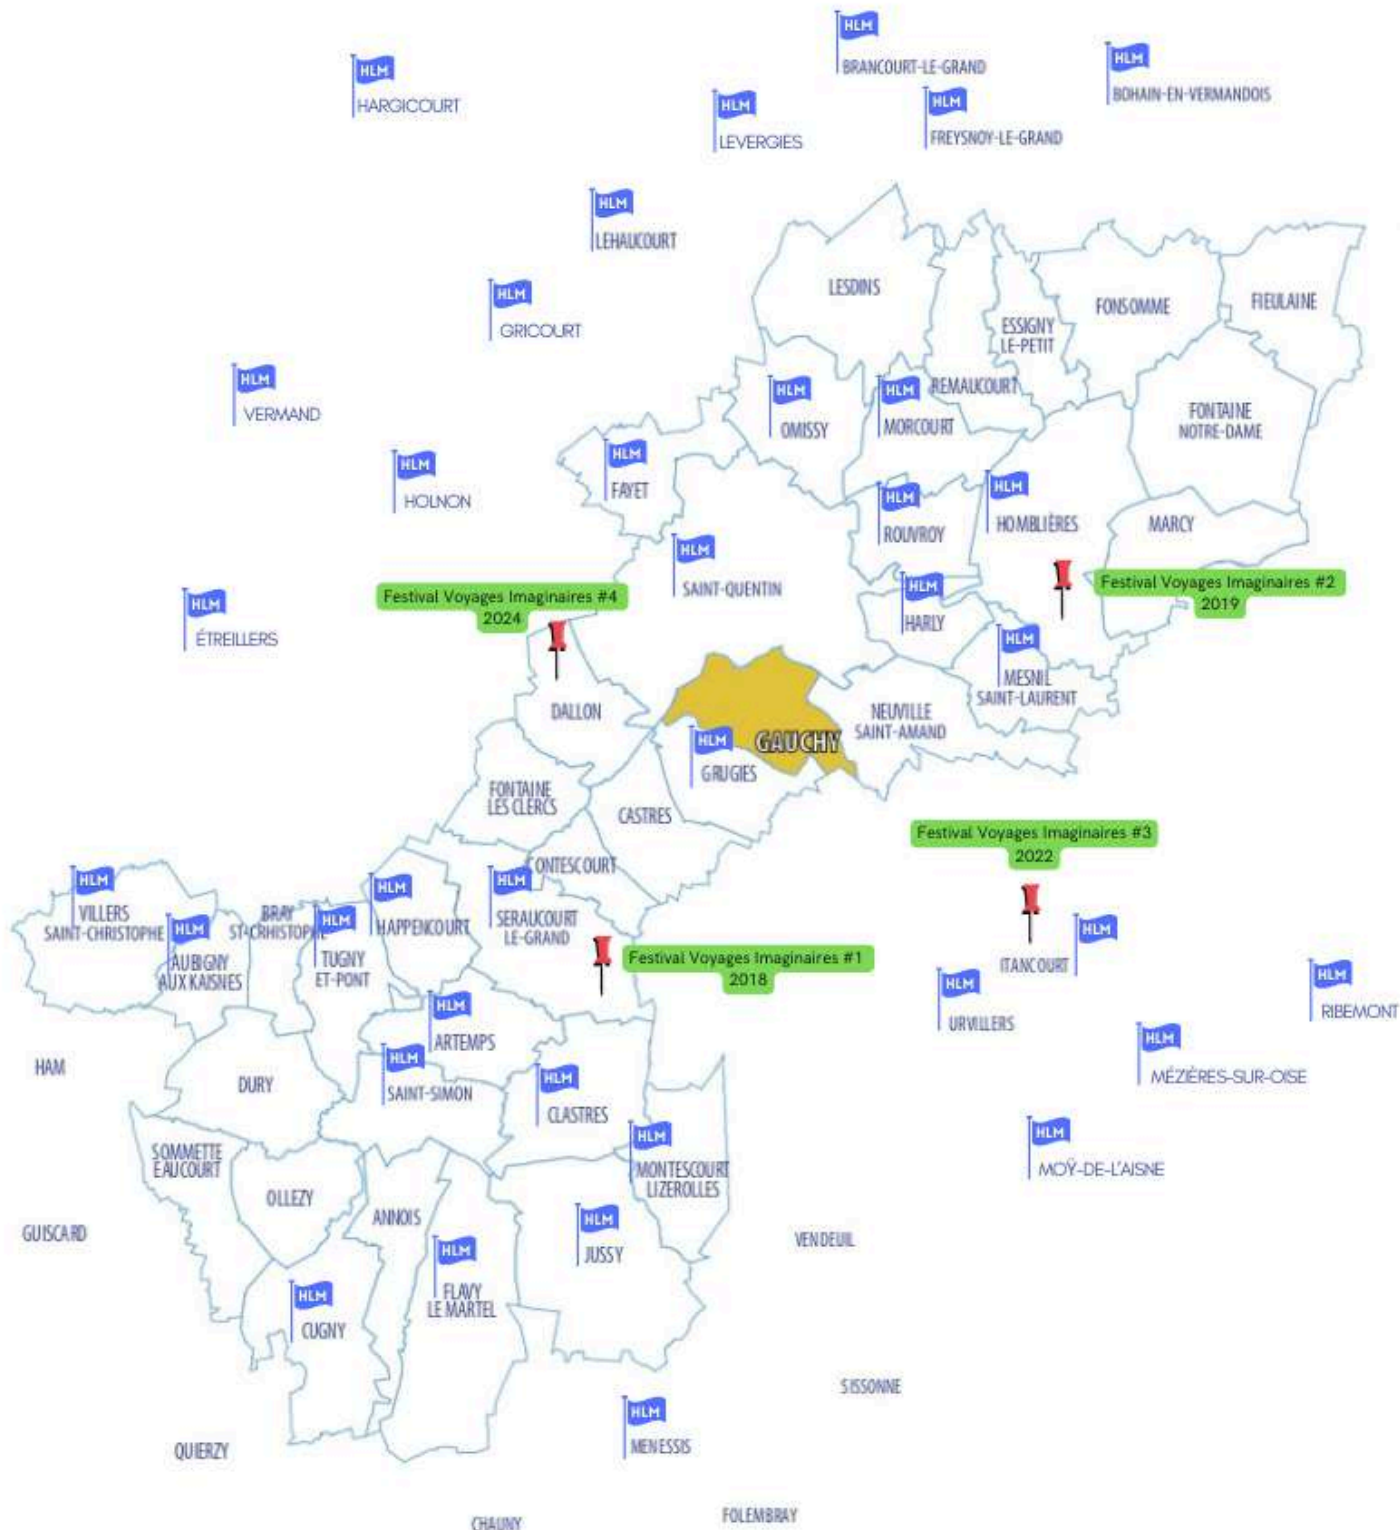 HLM
BRANCOURT-LE-GRAND
HLM
BOHAIN-EN-VERMANDOIS
HLM
HARGICOURT
HLM
LEVERGIES
HLM
FREYSNOY-LE-GRAND
HLM
LEHAUCOURT
HLM
GRICOURT
LESDINS
ESSIGNY
LE-PETIT
FONSOMME
FIEULAINE
HLM
VERMAND
HLM
OMISSY
HLM
MORCOURT
REMAUCOURT
FONTAINE
NOTRE-DAME
HLM
HOLNON
HLM
FAYET
HLM
ROUVROY
HLM
HOMBLIÈRES
MARCY
HLM
SAINT-QUENTIN
HLM
HARLY
Festival Voyages Imaginaires #2
2019
Festival Voyages Imaginaires #4
2024
HLM
ÉTREILLERS
HLM
MESNIL
SAINT-LAURENT
DALLON
NEUVILLE
SAINT-AMAND
GAUCHY
HLM
GRUGIES
FONTAINE
LES CLERCS
CASTRES
CONTESCOURT
Festival Voyages Imaginaires #3
2022
HLM
VILLERS
SAINT-CHRISTOPHE
HLM
AUBIGNY
AUX KAISNES
BRAY
ST-CRHISTOPHE
HLM
TUGNY
ET-PONT
HLM
HAPPENCOURT
HLM
SERAUCOURT
LE-GRAND
Festival Voyages Imaginaires #1
2018
HLM
ITANCOURT
HLM
URVILLERS
HLM
RIBEMONT
HLM
MÉZIÈRES-SUR-OISE
HLM
ARTEMPS
HAM
DURY
HLM
SAINT-SIMON
HLM
CLASTRES
HLM
MONTESCOURT
LIZEROLLES
HLM
MOŸ-DE-L'AISNE
SOMMETTE
EAUCOURT
OLLEZY
ANNOIS
GUISCARD
HLM
JUSSY
VENDEUIL
HLM
FLAVY
LE MARTEL
HLM
CUGNY
SISSONNE
HLM
MENESSIS
QUIERZY
CHAUNY
FOLEMBRAY